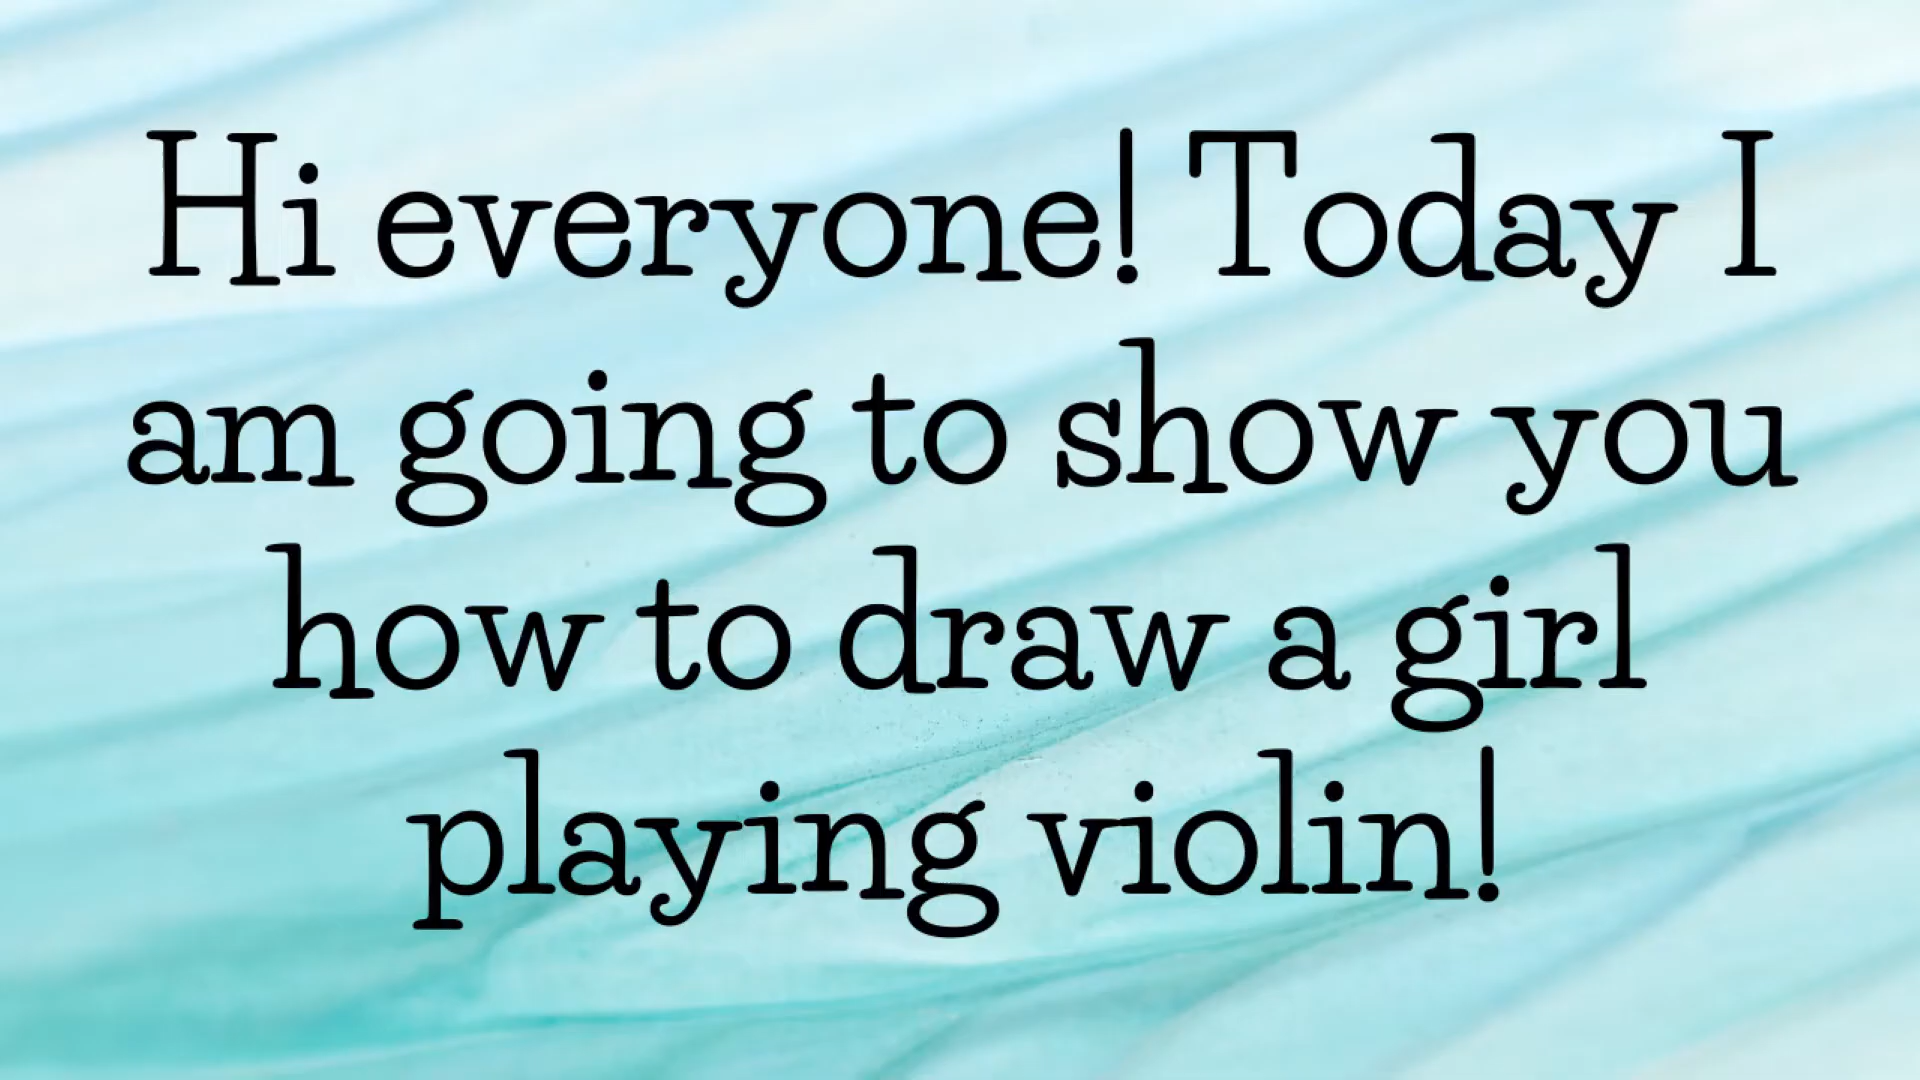 Hi everyone! Today I
am going to show you
how to draw a girl
playing violin!